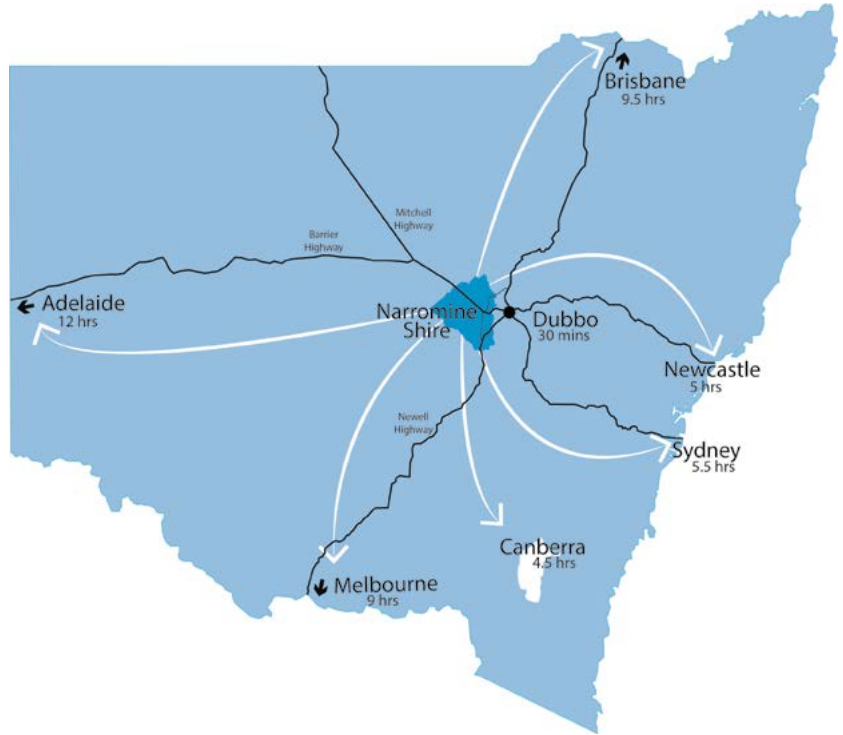 Brisbane
9.5 hrs
Mitchell
Highway
Barrier
Highway
Adelaide
12 hrs
Narromine
Shire
Dubbo
30 mins
Newcastle
5 hrs
Newell
Highway
Sydney
5.5 hrs
Canberra
4.5 hrs
Melbourne
9 hrs